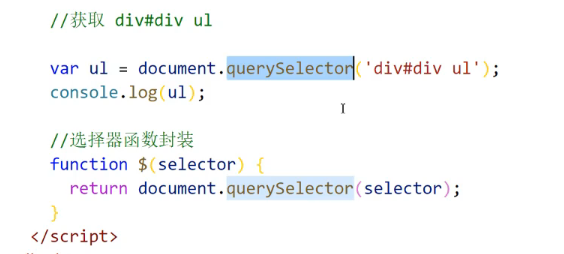 //获取 div#div ul
var ul = document.querySelector('div#div ul');
console.log(ul);
//选择器函数封装
function $(selector) {
return document.querySelector(selector);
}
</script>